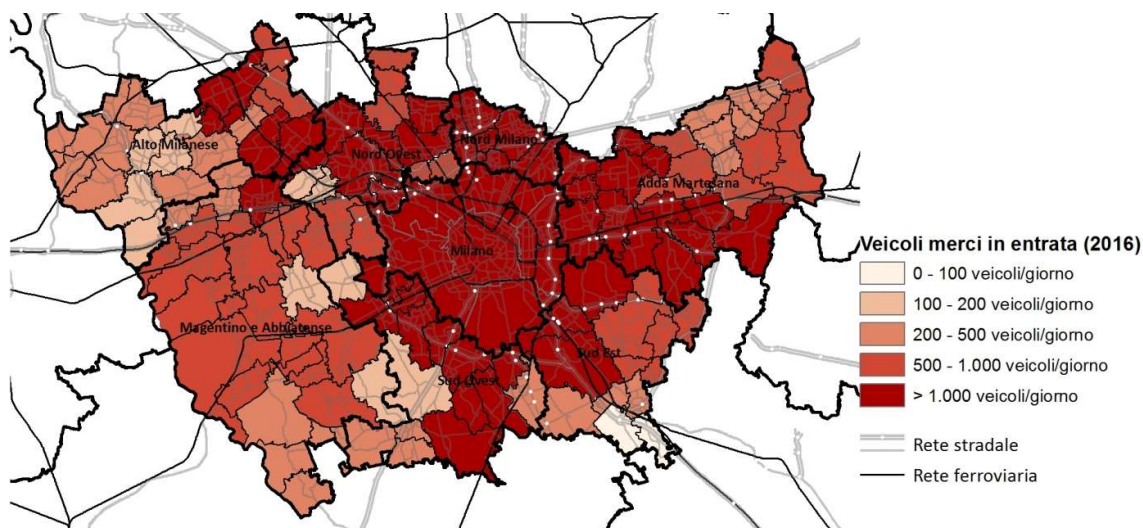 Alto Milanese
Nord Ovest
Nord Milano
Adda Martesana
Milano
Magentino e Abbiatense
Sud Ovest
Sud Est
Veicoli merci in entrata (2016)
0 - 100 veicoli/giorno
100 - 200 veicoli/giorno
200 - 500 veicoli/giorno
500 - 1.000 veicoli/giorno
> 1.000 veicoli/giorno
Rete stradale
Rete ferroviaria